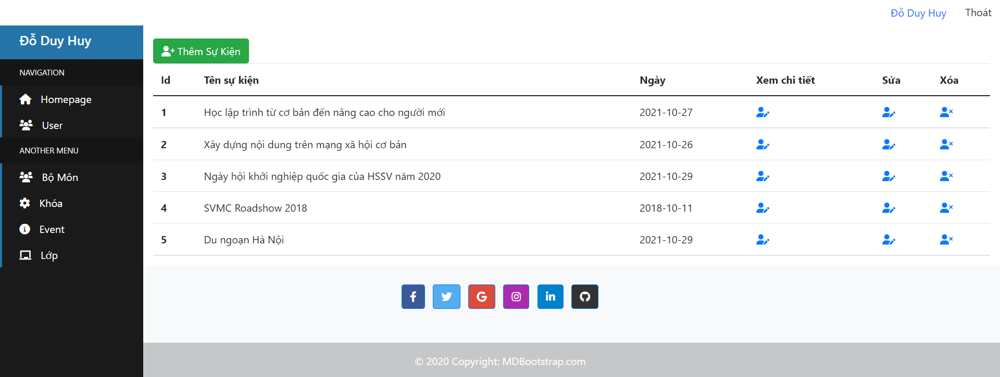 Đỗ Duy Huy Thoát
Đỗ Duy Huy
NAVIGATION
Homepage
User
ANOTHER MENU
Bộ Môn
Khóa
Event
Lớp
Thêm Sự Kiện
Id Tên sự kiện Ngày Xem chi tiết Sửa Xóa
1 Học lập trình từ cơ bản đến nâng cao cho người mới 2021-10-27
2 Xây dựng nội dung trên mạng xã hội cơ bản 2021-10-26
3 Ngày hội khởi nghiệp quốc gia của HSSV năm 2020 2021-10-29
4 SVMC Roadshow 2018 2018-10-11
5 Du ngoạn Hà Nội 2021-10-29
© 2020 Copyright: MDBootstrap.com